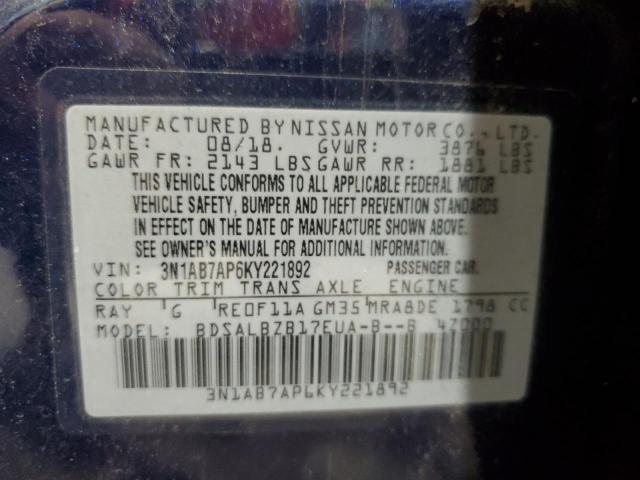 MANUFACTURED BY NISSAN MOTOR CO., LTD.
DATE: 08/18. GVWR: 3876 LBS
GAWR FR: 2143 LBS GAWR RR: 1881 LBS
THIS VEHICLE CONFORMS TO ALL APPLICABLE FEDERAL MOTOR
VEHICLE SAFETY, BUMPER AND THEFT PREVENTION STANDARDS
IN EFFECT ON THE DATE OF MANUFACTURE SHOWN ABOVE.
SEE OWNER'S MANUAL FOR ADDITIONAL INFORMATION.
VIN: 3N1AB7AP6KY221892 PASSENGER CAR.
COLOR TRIM TRANS AXLE ENGINE
RAY G RE0F11A GM35 MRA8DE 1798 CC
MODEL: BDSALBZB17EUA-B--B 4Z000
3N1AB7AP6KY221892